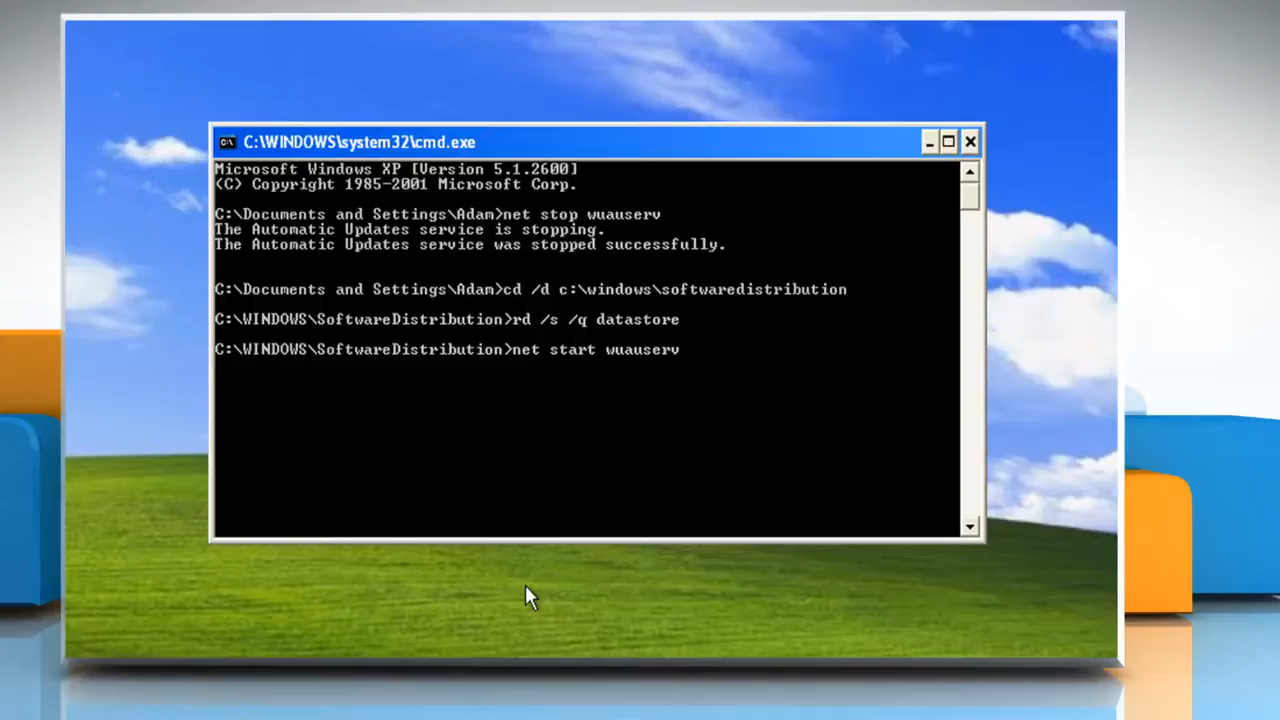 C:\WINDOWS\system32\cmd.exe
Microsoft Windows XP [Version 5.1.2600]
(C) Copyright 1985-2001 Microsoft Corp.
C:\Documents and Settings\Adam>net stop wuauserv
The Automatic Updates service is stopping.
The Automatic Updates service was stopped successfully.
C:\Documents and Settings\Adam>cd /d c:\windows\softwaredistribution
C:\WINDOWS\SoftwareDistribution>rd /s /q datastore
C:\WINDOWS\SoftwareDistribution>net start wuauserv